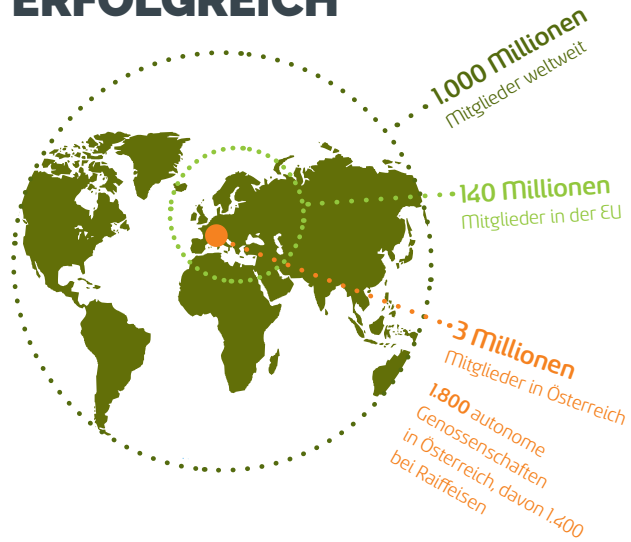 ERFOLGREICH
1.000 Millionen
Mitglieder weltweit
140 Millionen
Mitglieder in der EU
3 Millionen
Mitglieder in Österreich
1.800 autonome
Genossenschaften
in Österreich, davon 1.400
bei Raiffeisen